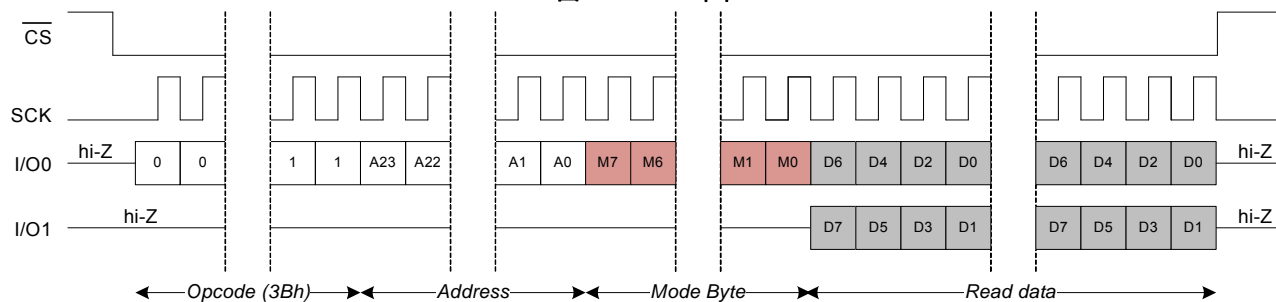 CS
SCK
I/O0 hi-Z 0 0 1 1 A23 A22 A1 A0 M7 M6 M1 M0 D6 D4 D2 D0 D6 D4 D2 D0 hi-Z
I/O1 hi-Z D7 D5 D3 D1 D7 D5 D3 D1 hi-Z
Opcode (3Bh) Address Mode Byte Read data